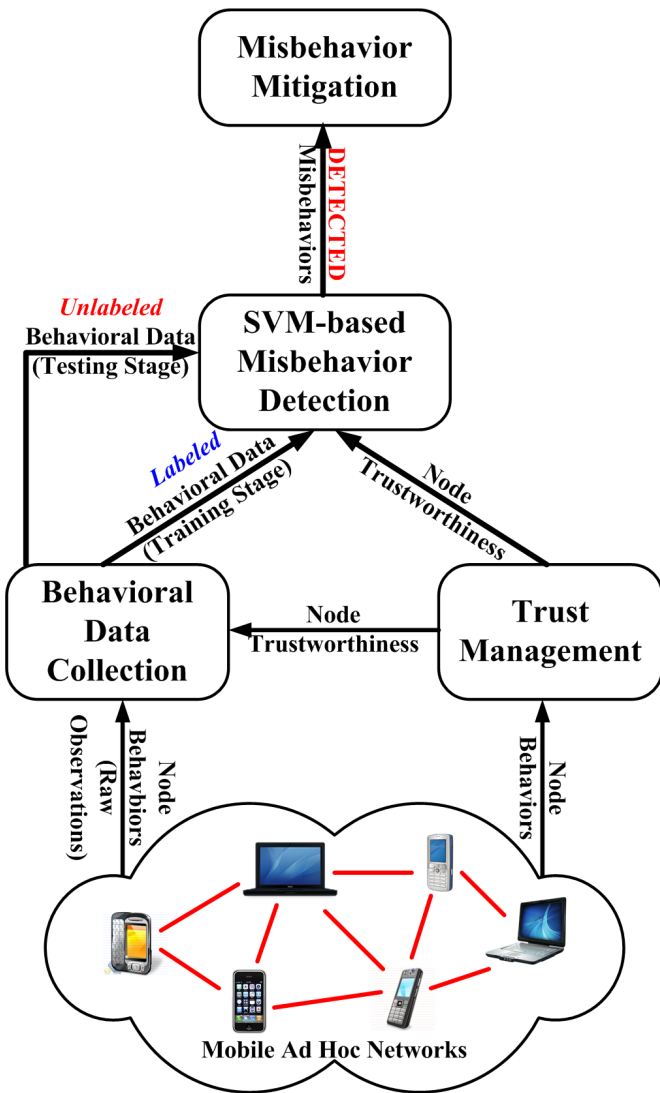 Misbehavior
Mitigation
DETECTED
Misbehaviors
Unlabeled
Behavioral Data
(Testing Stage)
SVM-based
Misbehavior
Detection
Labeled
Behavioral Data
(Training Stage)
Node
Trustworthiness
Behavioral
Data
Collection
Node
Trustworthiness
Trust
Management
Node
Behavbiors
(Raw
Observations)
Node
Behaviors
Mobile Ad Hoc Networks